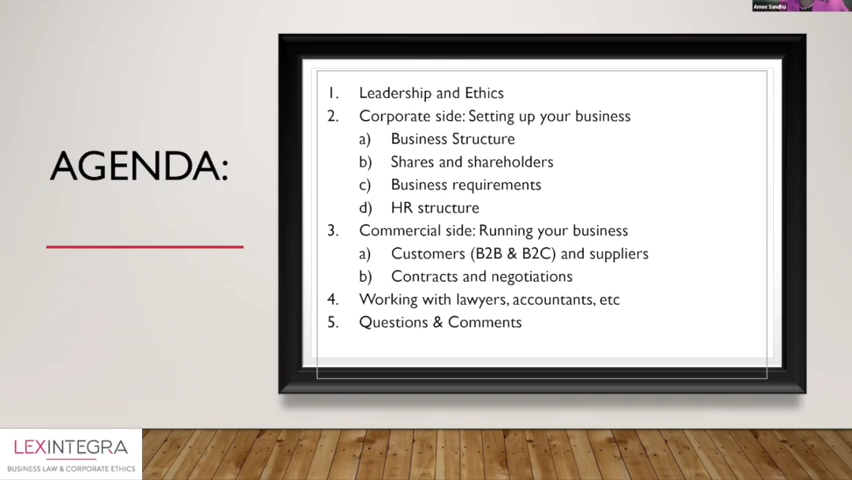 Amee Sandhu
AGENDA:
1. Leadership and Ethics
2. Corporate side: Setting up your business
a) Business Structure
b) Shares and shareholders
c) Business requirements
d) HR structure
3. Commercial side: Running your business
a) Customers (B2B & B2C) and suppliers
b) Contracts and negotiations
4. Working with lawyers, accountants, etc
5. Questions & Comments
LEXINTEGRA
BUSINESS LAW & CORPORATE ETHICS